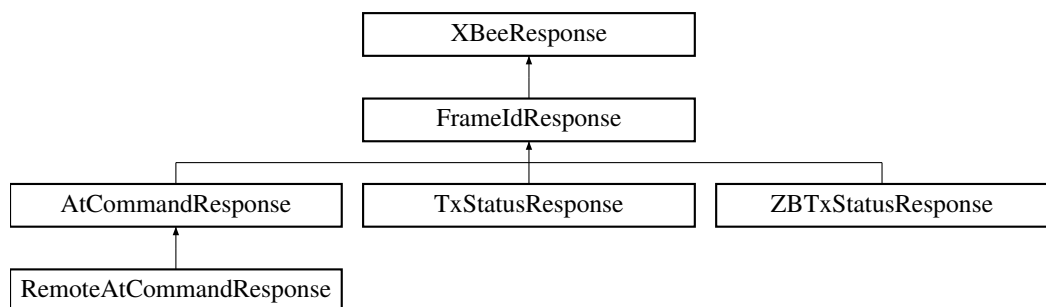 XBeeResponse
FrameIdResponse
AtCommandResponse
TxStatusResponse
ZBTxStatusResponse
RemoteAtCommandResponse